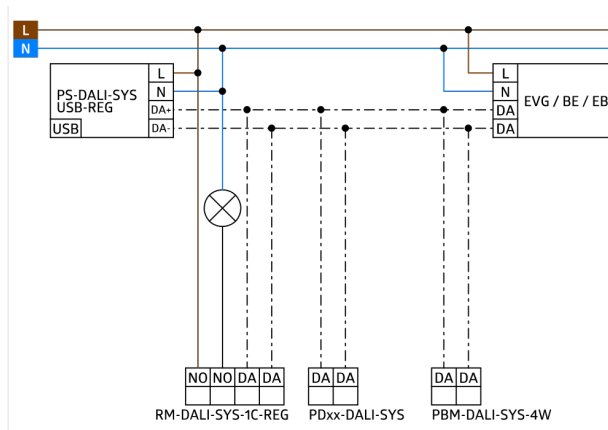 L
N
PS-DALI-SYS
USB-REG
USB
L
N
DA+
DA-
L
N
DA
DA
EVG / BE / EB
NO NO DA DA
RM-DALI-SYS-1C-REG
DA DA
PDxx-DALI-SYS
DA DA
PBM-DALI-SYS-4W